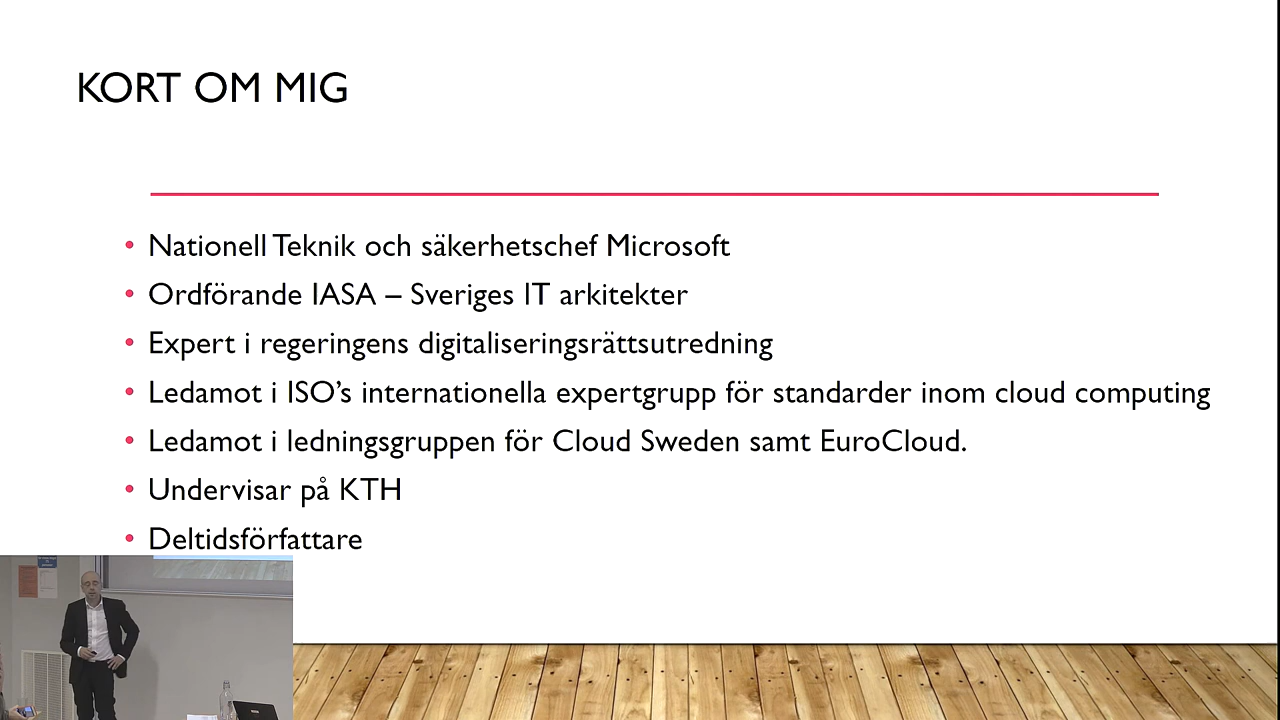 KORT OM MIG
• Nationell Teknik och säkerhetschef Microsoft
• Ordförande IASA – Sveriges IT arkitekter
• Expert i regeringens digitaliseringsrättsutredning
• Ledamot i ISO’s internationella expertgrupp för standarder inom cloud computing
• Ledamot i ledningsgruppen för Cloud Sweden samt EuroCloud.
• Undervisar på KTH
• Deltidsförfattare